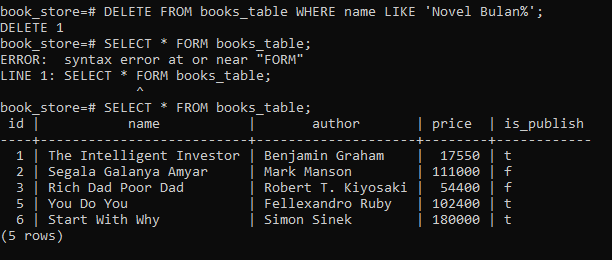 book_store=# DELETE FROM books_table WHERE name LIKE 'Novel Bulan%';
DELETE 1
book_store=# SELECT * FORM books_table;
ERROR:  syntax error at or near "FORM"
LINE 1: SELECT * FORM books_table;
                 ^
book_store=# SELECT * FROM books_table;
 id |           name           |       author       | price  | is_publish
----+--------------------------+--------------------+--------+------------
  1 | The Intelligent Investor | Benjamin Graham    |  17550 | t
  2 | Segala Galanya Amyar     | Mark Manson        | 111000 | f
  3 | Rich Dad Poor Dad        | Robert T. Kiyosaki |  54400 | f
  5 | You Do You               | Fellexandro Ruby   | 102400 | t
  6 | Start With Why           | Simon Sinek        | 180000 | t
(5 rows)